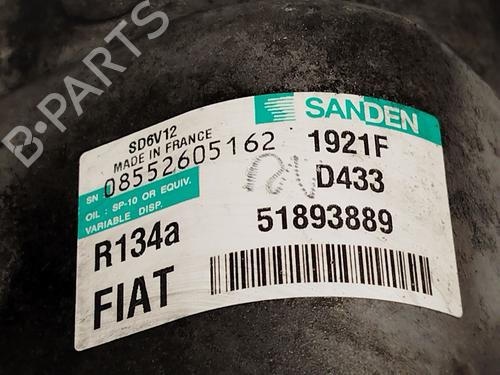 B-PARTS
SANDEN
SD6V12
MADE IN FRANCE
SN 08552605162
OIL : SP-10 OR EQUIV.
VARIABLE DISP.
R134a
FIAT
1921F
D433
51893889